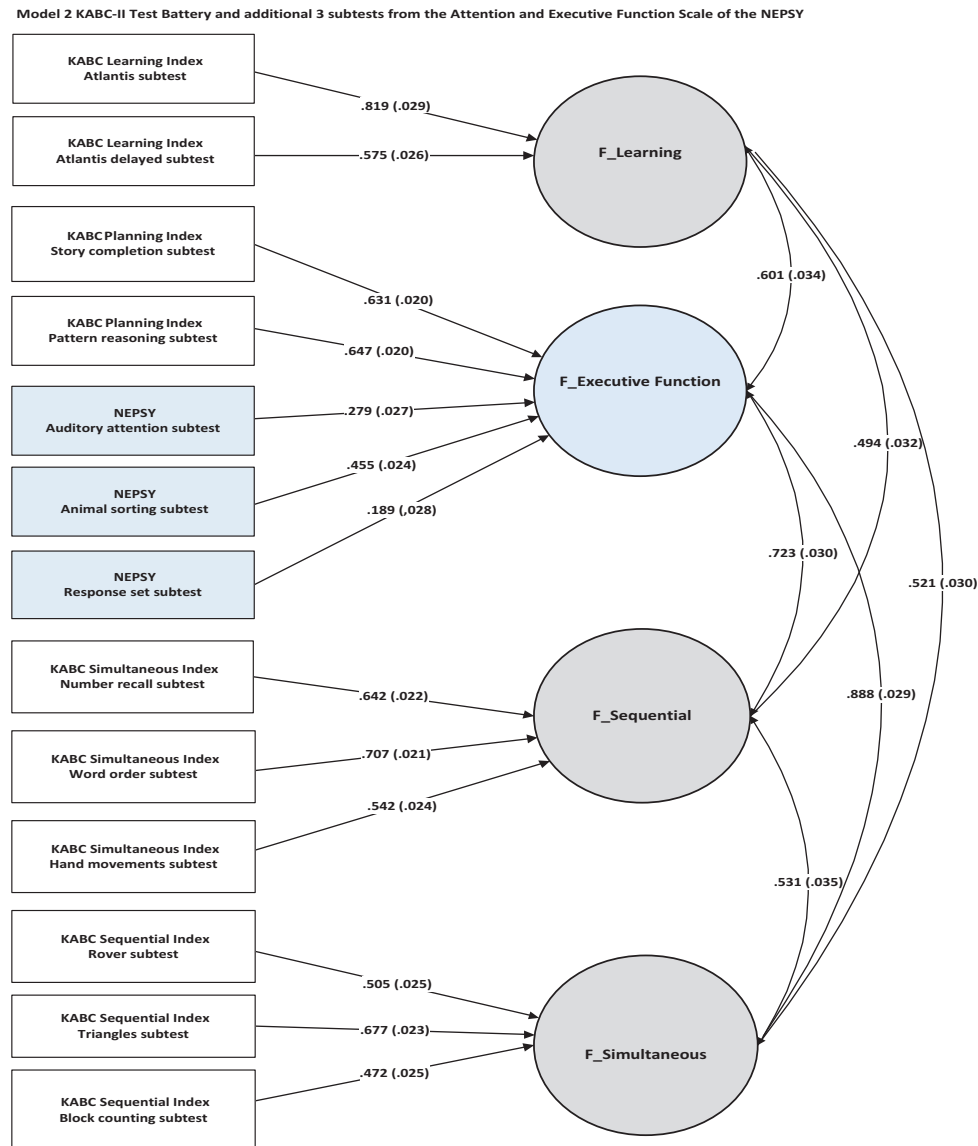 Model 2 KABC-II Test Battery and additional 3 subtests from the Attention and Executive Function Scale of the NEPSY
KABC Learning Index
Atlantis subtest
.819 (.029)
KABC Learning Index
Atlantis delayed subtest
.575 (.026)
F_Learning
KABC Planning Index
Story completion subtest
.631 (.020)
.601 (.034)
KABC Planning Index
Pattern reasoning subtest
.647 (.020)
F_Executive Function
NEPSY
Auditory attention subtest
.279 (.027)
.494 (.032)
NEPSY
Animal sorting subtest
.455 (.024)
.189 (,028)
NEPSY
Response set subtest
.723 (.030)
.521 (.030)
KABC Simultaneous Index
Number recall subtest
.642 (.022)
.888 (.029)
F_Sequential
KABC Simultaneous Index
Word order subtest
.707 (.021)
.542 (.024)
KABC Simultaneous Index
Hand movements subtest
.531 (.035)
KABC Sequential Index
Rover subtest
.505 (.025)
KABC Sequential Index
Triangles subtest
.677 (.023)
F_Simultaneous
.472 (.025)
KABC Sequential Index
Block counting subtest